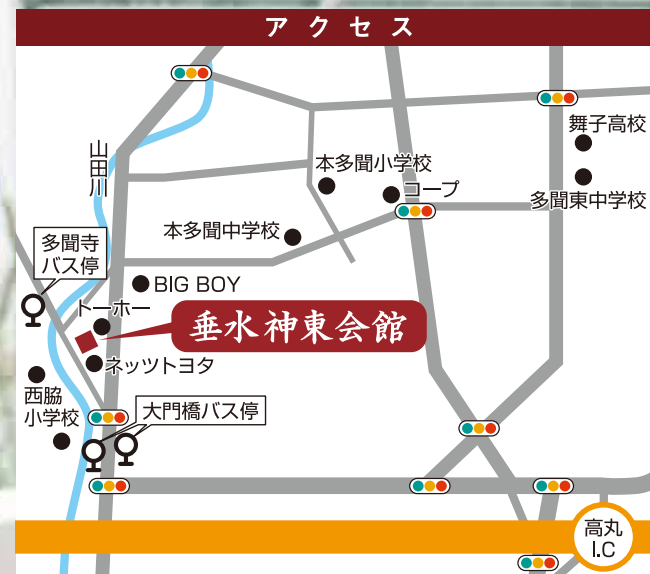 アクセス
山田川
舞子高校
多聞東中学校
本多聞小学校
コープ
本多聞中学校
多聞寺
バス停
BIG BOY
トーホー
垂水神東会館
ネッツトヨタ
西脇
小学校
大門橋バス停
高丸
I.C